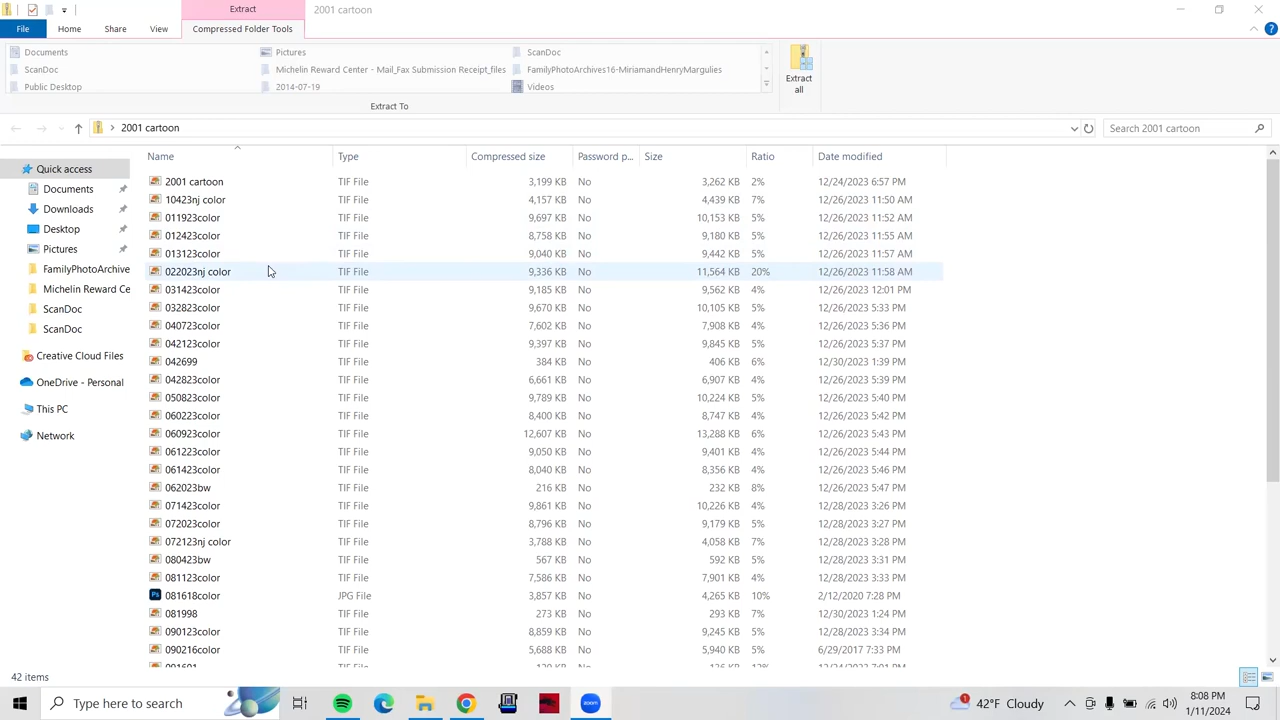 Extract
2001 cartoon
File
Home
Share
View
Compressed Folder Tools
Documents
Pictures
ScanDoc
ScanDoc
Michelin Reward Center - Mail_Fax Submission Receipt_files
FamilyPhotoArchives16-MiriamandHenryMargulies
Public Desktop
2014-07-19
Videos
Extract To
Extract
all
2001 cartoon
Search 2001 cartoon
Name Type Compressed size Password p... Size Ratio Date modified
Quick access
Documents
Downloads
Desktop
Pictures
FamilyPhotoArchive
Michelin Reward Ce
ScanDoc
ScanDoc
Creative Cloud Files
OneDrive - Personal
This PC
Network
2001 cartoon TIF File 3,199 KB No 3,262 KB 2% 12/24/2023 6:57 PM
10423nj color TIF File 4,157 KB No 4,439 KB 7% 12/26/2023 11:50 AM
011923color TIF File 9,697 KB No 10,153 KB 5% 12/26/2023 11:52 AM
012423color TIF File 8,758 KB No 9,180 KB 5% 12/26/2023 11:55 AM
013123color TIF File 9,040 KB No 9,442 KB 5% 12/26/2023 11:57 AM
022023nj color TIF File 9,336 KB No 11,564 KB 20% 12/26/2023 11:58 AM
031423color TIF File 9,185 KB No 9,562 KB 4% 12/26/2023 12:01 PM
032823color TIF File 9,670 KB No 10,105 KB 5% 12/26/2023 5:33 PM
040723color TIF File 7,602 KB No 7,908 KB 4% 12/26/2023 5:36 PM
042123color TIF File 9,397 KB No 9,845 KB 5% 12/26/2023 5:37 PM
042699 TIF File 384 KB No 406 KB 6% 12/30/2023 1:39 PM
042823color TIF File 6,661 KB No 6,907 KB 4% 12/26/2023 5:39 PM
050823color TIF File 9,789 KB No 10,224 KB 5% 12/26/2023 5:40 PM
060223color TIF File 8,400 KB No 8,747 KB 4% 12/26/2023 5:42 PM
060923color TIF File 12,607 KB No 13,288 KB 6% 12/26/2023 5:43 PM
061223color TIF File 9,050 KB No 9,401 KB 4% 12/26/2023 5:44 PM
061423color TIF File 8,040 KB No 8,356 KB 4% 12/26/2023 5:46 PM
062023bw TIF File 216 KB No 232 KB 8% 12/26/2023 5:47 PM
071423color TIF File 9,861 KB No 10,226 KB 4% 12/28/2023 3:26 PM
072023color TIF File 8,796 KB No 9,179 KB 5% 12/28/2023 3:27 PM
072123nj color TIF File 3,788 KB No 4,058 KB 7% 12/28/2023 3:28 PM
080423bw TIF File 567 KB No 592 KB 5% 12/28/2023 3:31 PM
081123color TIF File 7,586 KB No 7,901 KB 4% 12/28/2023 3:33 PM
081618color JPG File 3,857 KB No 4,265 KB 10% 2/12/2020 7:28 PM
081998 TIF File 273 KB No 293 KB 7% 12/30/2023 1:24 PM
090123color TIF File 8,859 KB No 9,245 KB 5% 12/28/2023 3:34 PM
090216color TIF File 5,688 KB No 5,940 KB 5% 6/29/2017 7:33 PM
42 items
Type here to search
zoom
1
42°F Cloudy
8:08 PM
1/11/2024